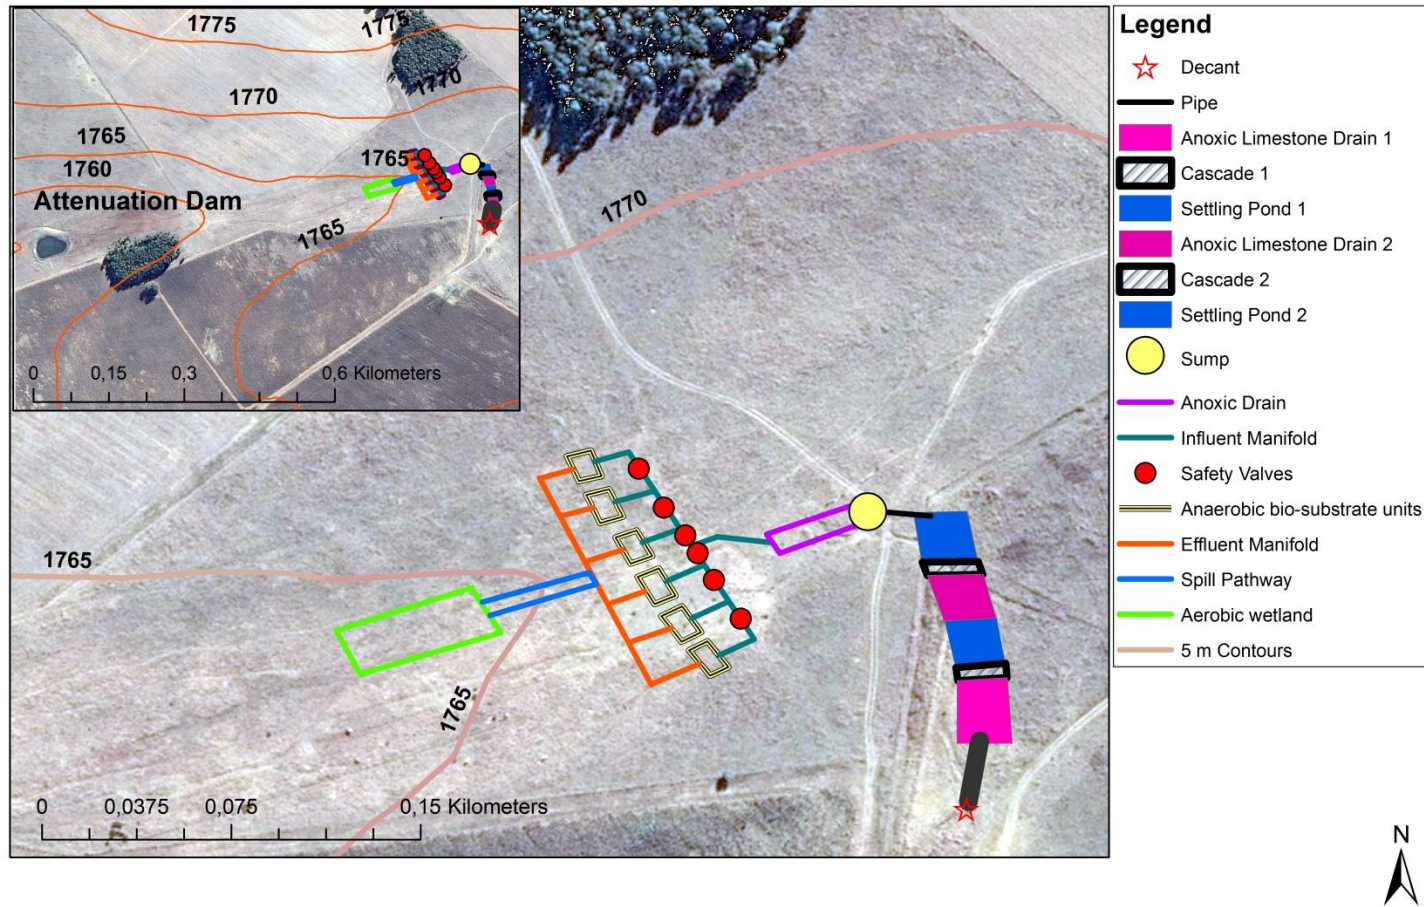 1775
1775
1770
1770
1765
1765
1760
Attenuation Dam
1765
0 0,15 0,3 0,6 Kilometers
1770
1765
1765
0 0,0375 0,075 0,15 Kilometers
Legend
Decant
Pipe
Anoxic Limestone Drain 1
Cascade 1
Settling Pond 1
Anoxic Limestone Drain 2
Cascade 2
Settling Pond 2
Sump
Anoxic Drain
Influent Manifold
Safety Valves
Anaerobic bio-substrate units
Effluent Manifold
Spill Pathway
Aerobic wetland
5 m Contours
N